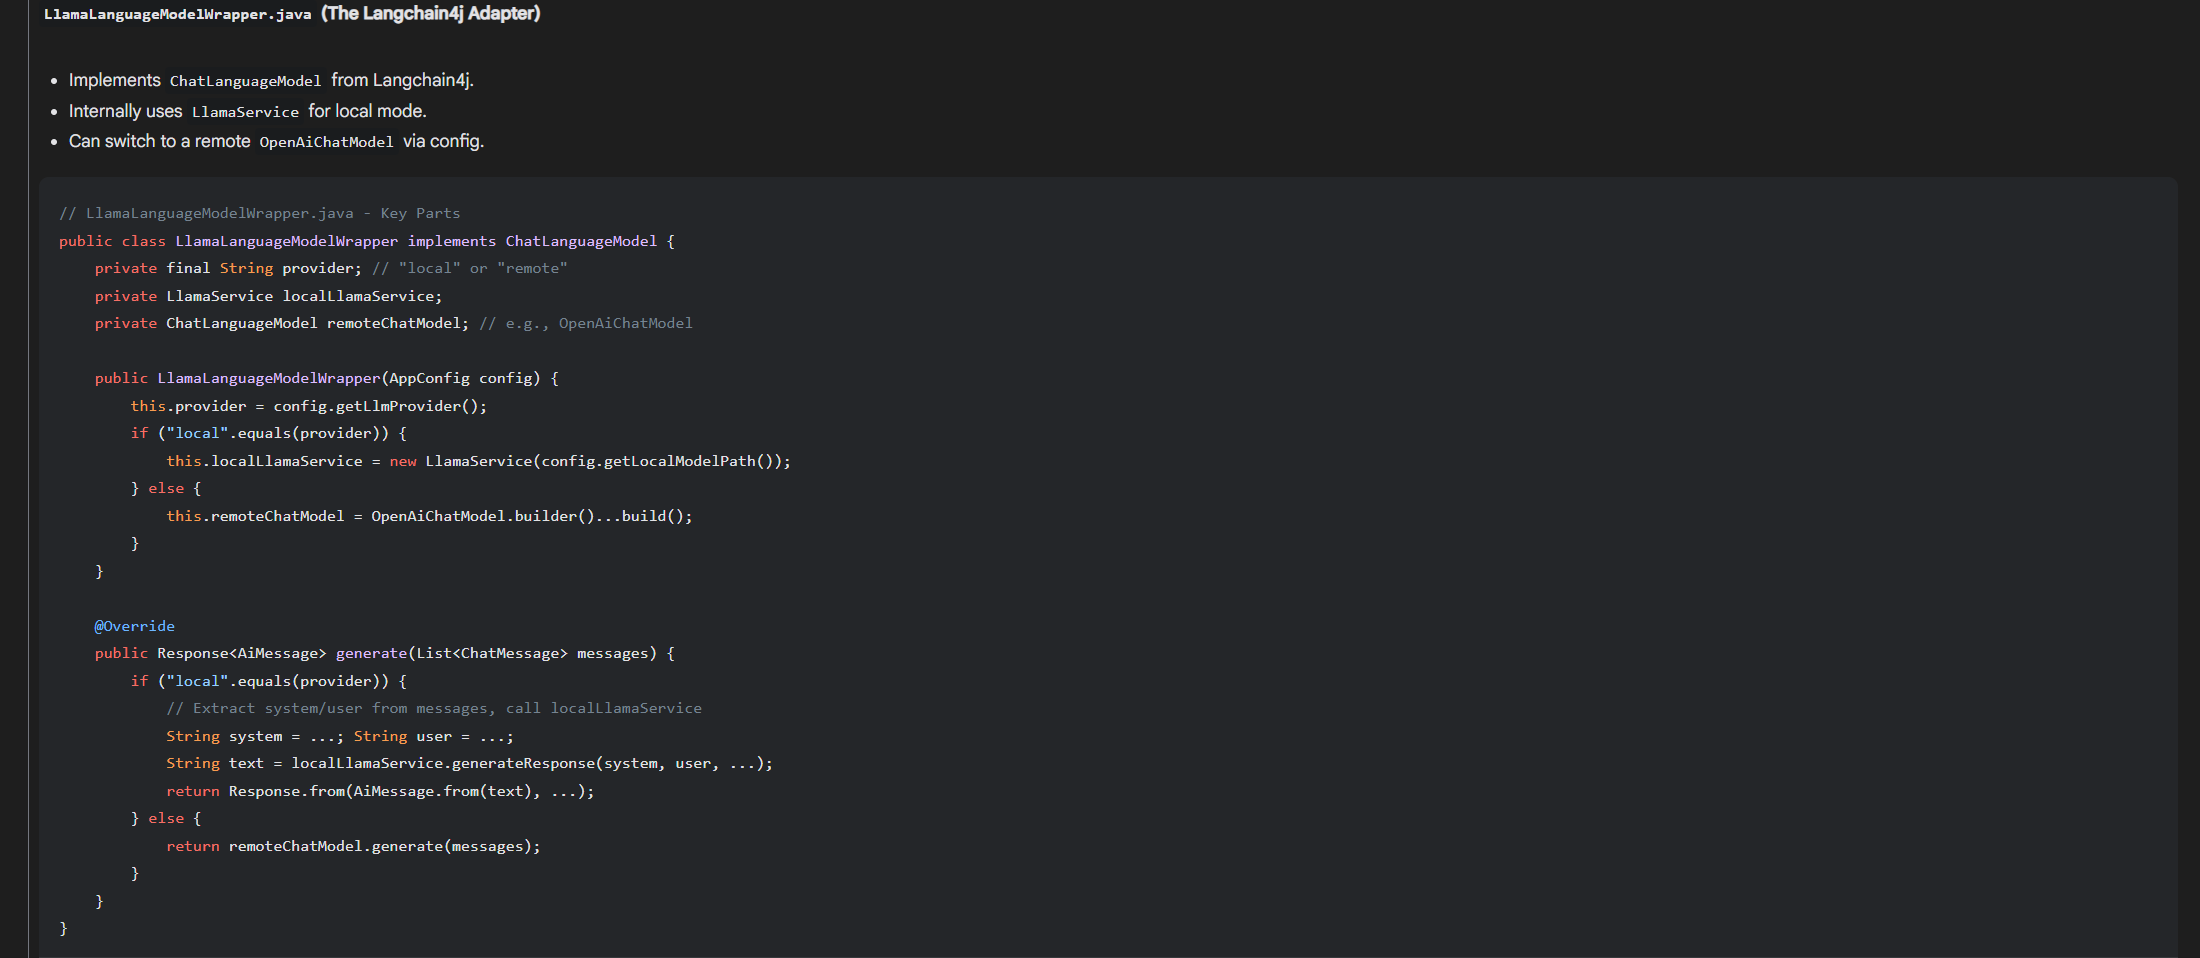 LlamaLanguageModelWrapper.java (The Langchain4j Adapter)
• Implements ChatLanguageModel from Langchain4j.
• Internally uses LlamaService for local mode.
• Can switch to a remote OpenAiChatModel via config.
// LlamaLanguageModelWrapper.java - Key Parts
public class LlamaLanguageModelWrapper implements ChatLanguageModel {
    private final String provider; // "local" or "remote"
    private LlamaService localLlamaService;
    private ChatLanguageModel remoteChatModel; // e.g., OpenAiChatModel
    public LlamaLanguageModelWrapper(AppConfig config) {
        this.provider = config.getLlmProvider();
        if ("local".equals(provider)) {
            this.localLlamaService = new LlamaService(config.getLocalModelPath());
        } else {
            this.remoteChatModel = OpenAiChatModel.builder()...build();
        }
    }
    @Override
    public Response<AiMessage> generate(List<ChatMessage> messages) {
        if ("local".equals(provider)) {
            // Extract system/user from messages, call localLlamaService
            String system = ...; String user = ...;
            String text = localLlamaService.generateResponse(system, user, ...);
            return Response.from(AiMessage.from(text), ...);
        } else {
            return remoteChatModel.generate(messages);
        }
    }
}